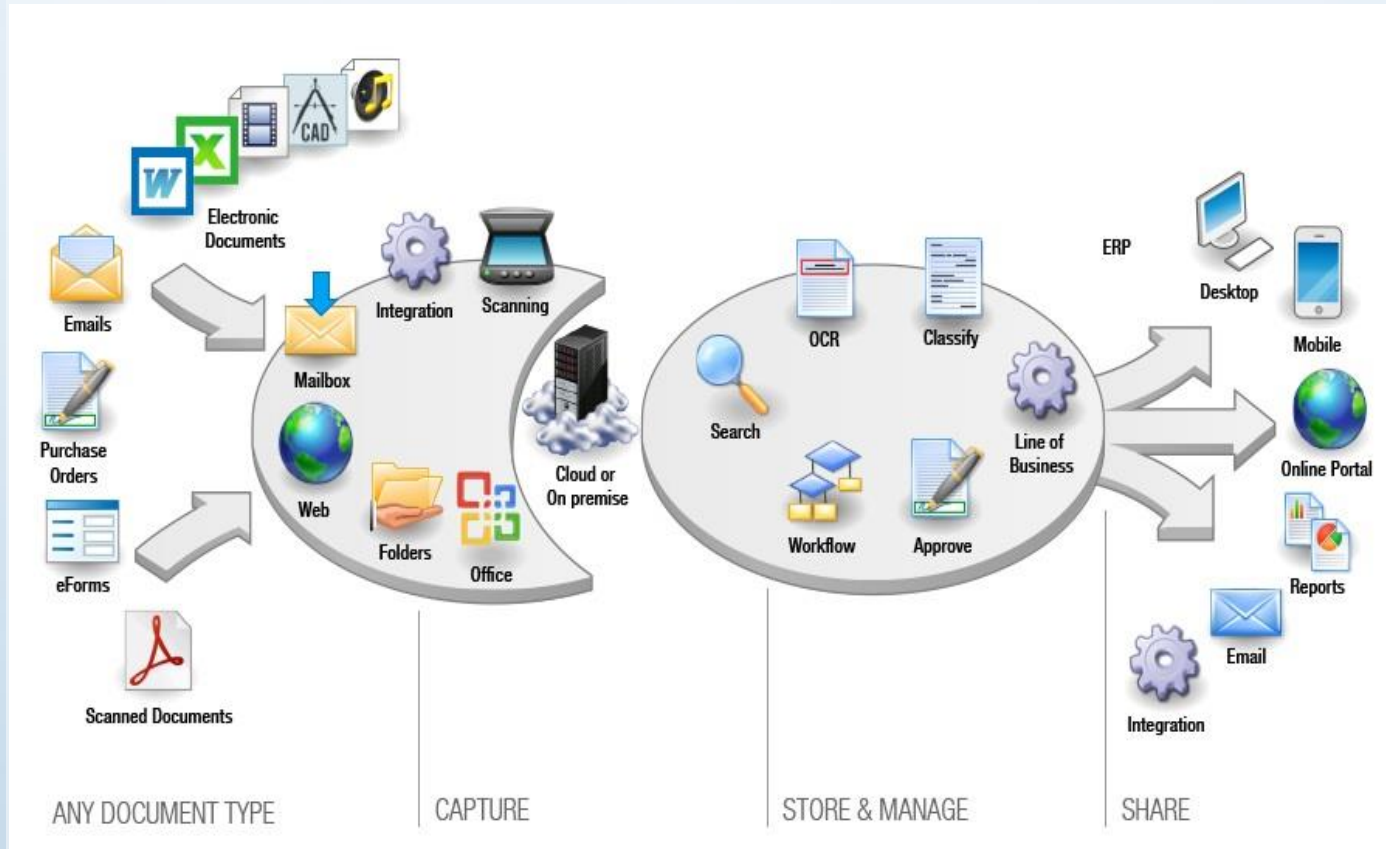 CAD
W
X
Electronic
Documents
Emails
Purchase
Orders
eForms
Scanned Documents
Integration
Scanning
Mailbox
Web
Folders
Office
Cloud or
On premise
OCR
Classify
Search
Line of
Business
Workflow
Approve
ERP
Desktop
Mobile
Online Portal
Reports
Email
Integration
ANY DOCUMENT TYPE
CAPTURE
STORE & MANAGE
SHARE